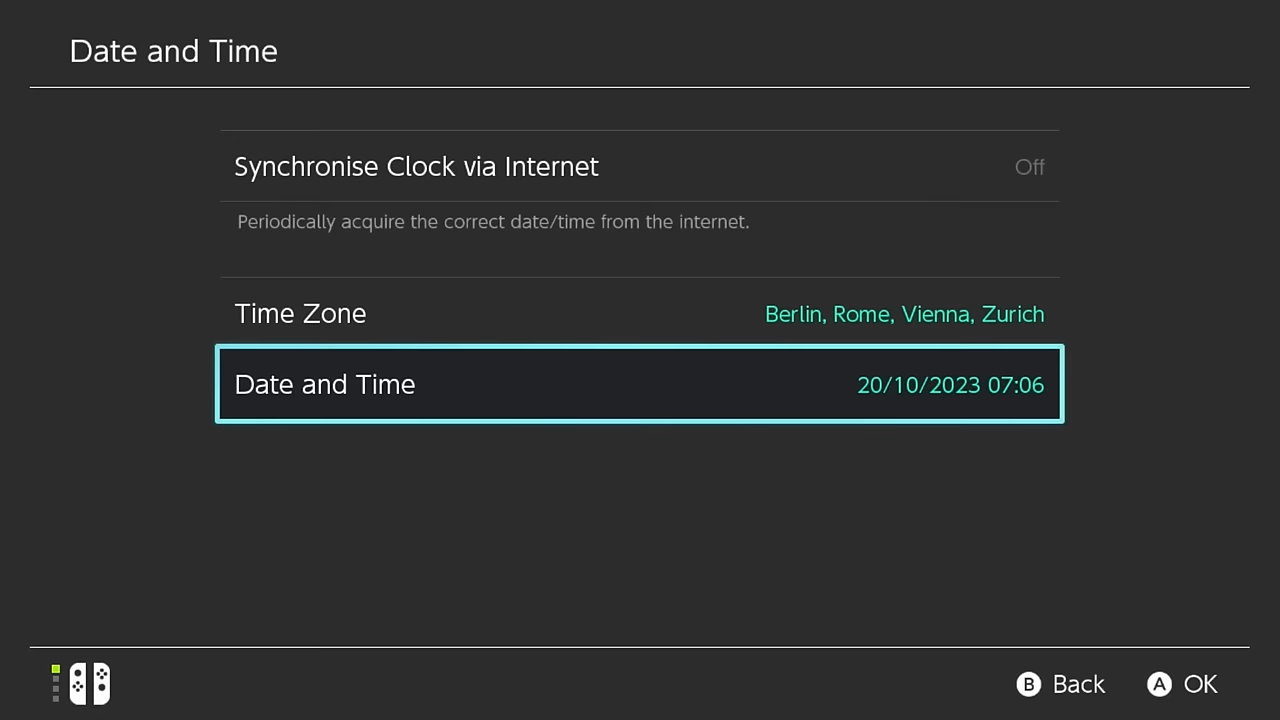 Date and Time
Synchronise Clock via Internet Off
Periodically acquire the correct date/time from the internet.
Time Zone Berlin, Rome, Vienna, Zurich
Date and Time 20/10/2023 07:06
B Back A OK